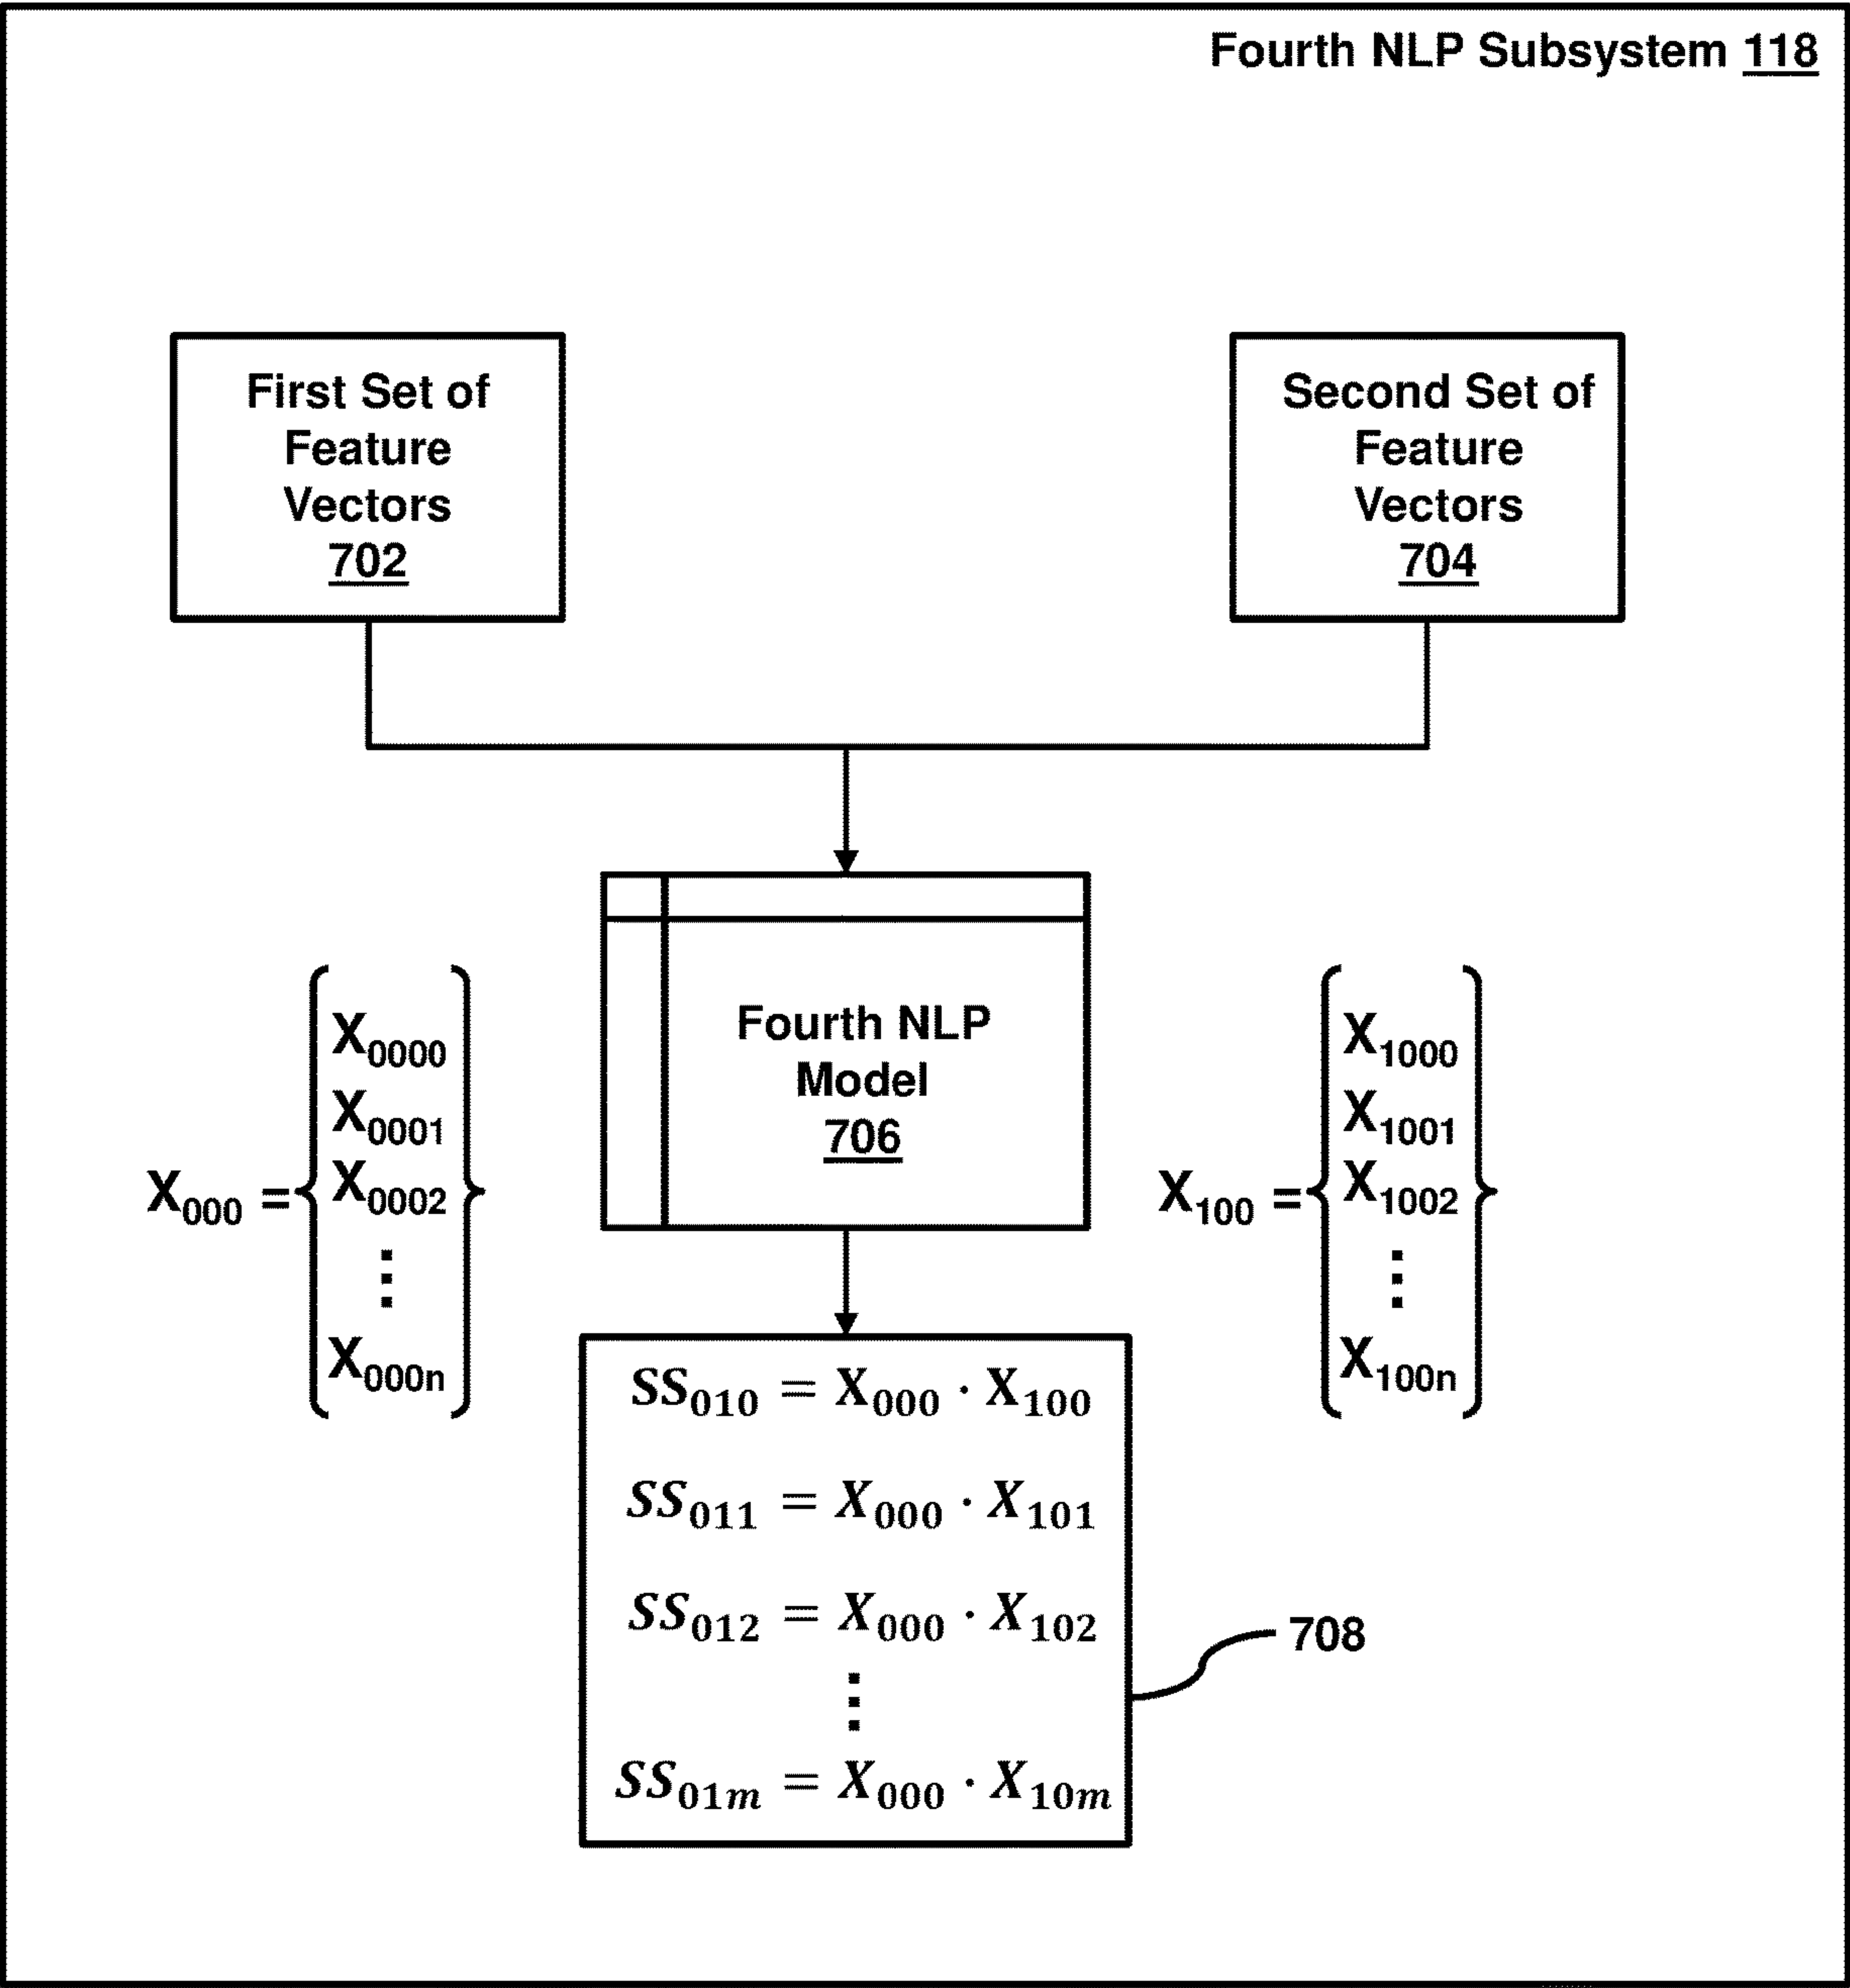 Fourth NLP Subsystem 118
First Set of
Feature
Vectors
702
Second Set of
Feature
Vectors
704
Fourth NLP
Model
706
X₀₀₀ = {
X₀₀₀₀
X₀₀₀₁
X₀₀₀₂
⋮
X₀₀₀ₙ
}
X₁₀₀ = {
X₁₀₀₀
X₁₀₀₁
X₁₀₀₂
⋮
X₁₀₀ₙ
}
SS₀₁₀ = X₀₀₀ · X₁₀₀
SS₀₁₁ = X₀₀₀ · X₁₀₁
SS₀₁₂ = X₀₀₀ · X₁₀₂
⋮
SS₀₁ₘ = X₀₀₀ · X₁₀ₘ
708